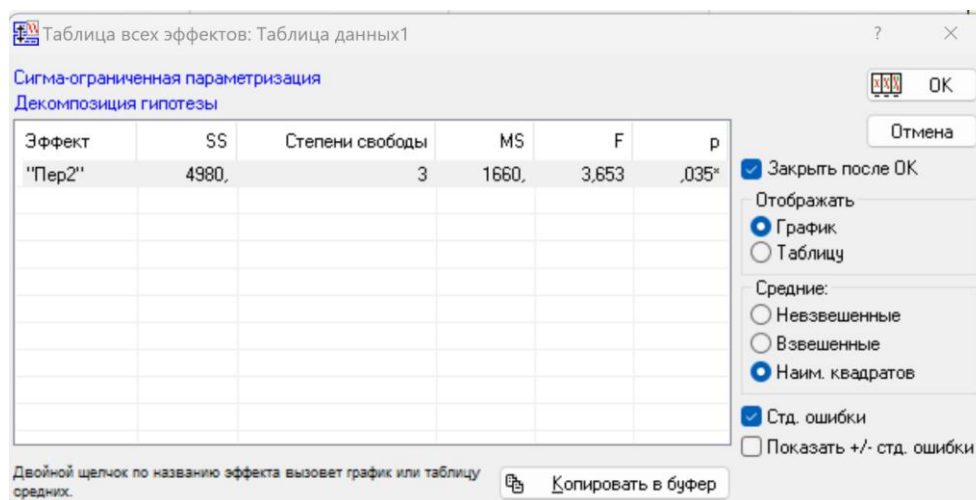 Таблица всех эффектов: Таблица данных1 ? ×
Сигма-ограниченная параметризация
Декомпозиция гипотезы
Эффект SS Степени свободы MS F p
"Пер2" 4980, 3 1660, 3,653 ,035*
OK
Отмена
Закрыть после OK
Отображать
График
Таблицу
Средние:
Невзвешенные
Взвешенные
Наим. квадратов
Стд. ошибки
Показать +/- стд. ошибки
Двойной щелчок по названию эффекта вызовет график или таблицу
средних.
Копировать в буфер